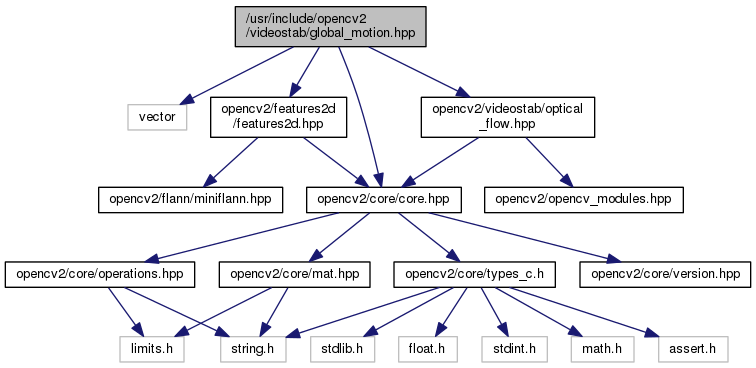 /usr/include/opencv2
/videostab/global_motion.hpp
vector
opencv2/features2d
/features2d.hpp
opencv2/videostab/optical
_flow.hpp
opencv2/flann/miniflann.hpp
opencv2/core/core.hpp
opencv2/opencv_modules.hpp
opencv2/core/operations.hpp
opencv2/core/mat.hpp
opencv2/core/types_c.h
opencv2/core/version.hpp
limits.h
string.h
stdlib.h
float.h
stdint.h
math.h
assert.h